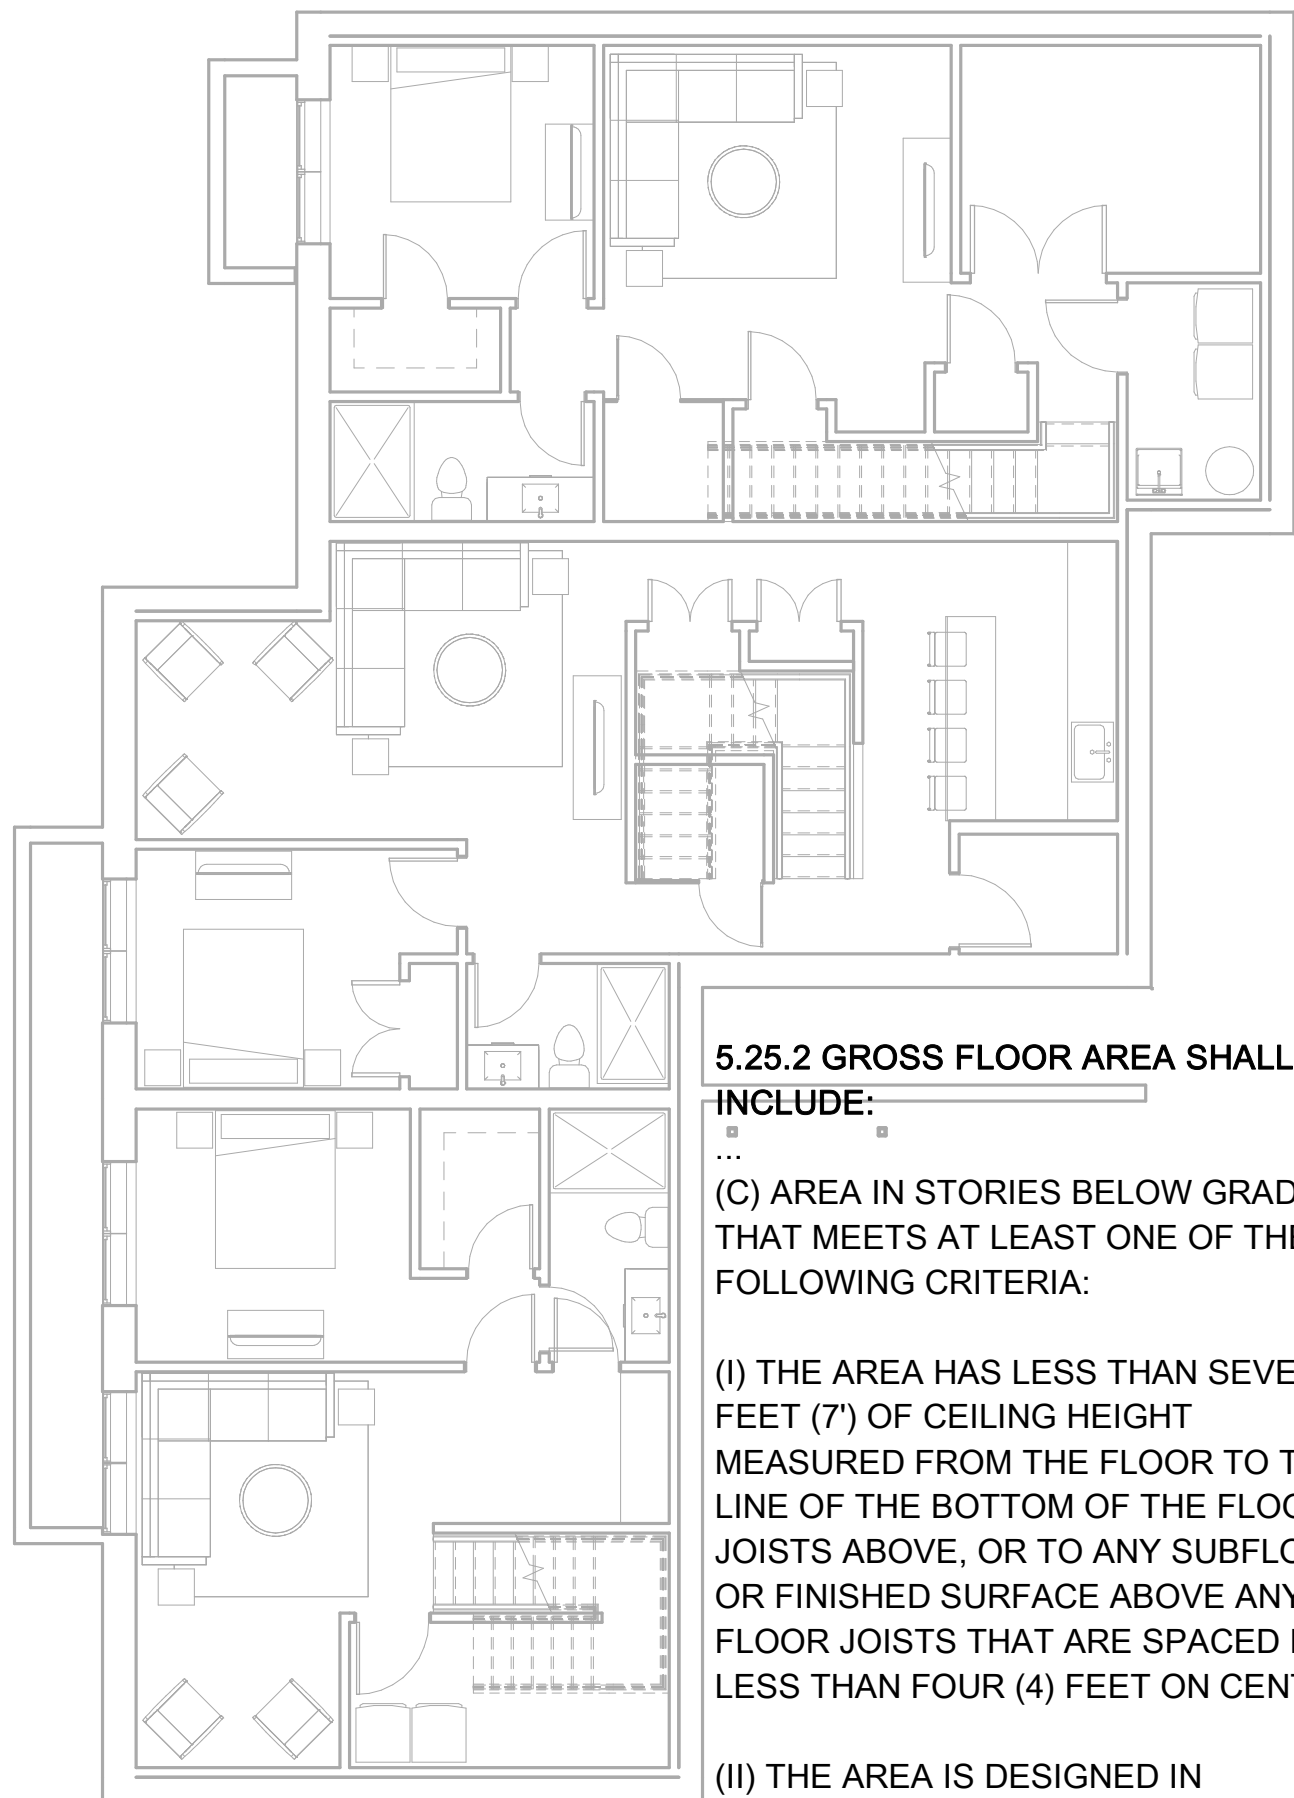 5.25.2 GROSS FLOOR AREA SHALL
INCLUDE:
...
(C) AREA IN STORIES BELOW GRAD
THAT MEETS AT LEAST ONE OF THE
FOLLOWING CRITERIA:
(I) THE AREA HAS LESS THAN SEVE
FEET (7') OF CEILING HEIGHT
MEASURED FROM THE FLOOR TO T
LINE OF THE BOTTOM OF THE FLOO
JOISTS ABOVE, OR TO ANY SUBFLO
OR FINISHED SURFACE ABOVE ANY
FLOOR JOISTS THAT ARE SPACED
LESS THAN FOUR (4) FEET ON CENT
(II) THE AREA IS DESIGNED IN